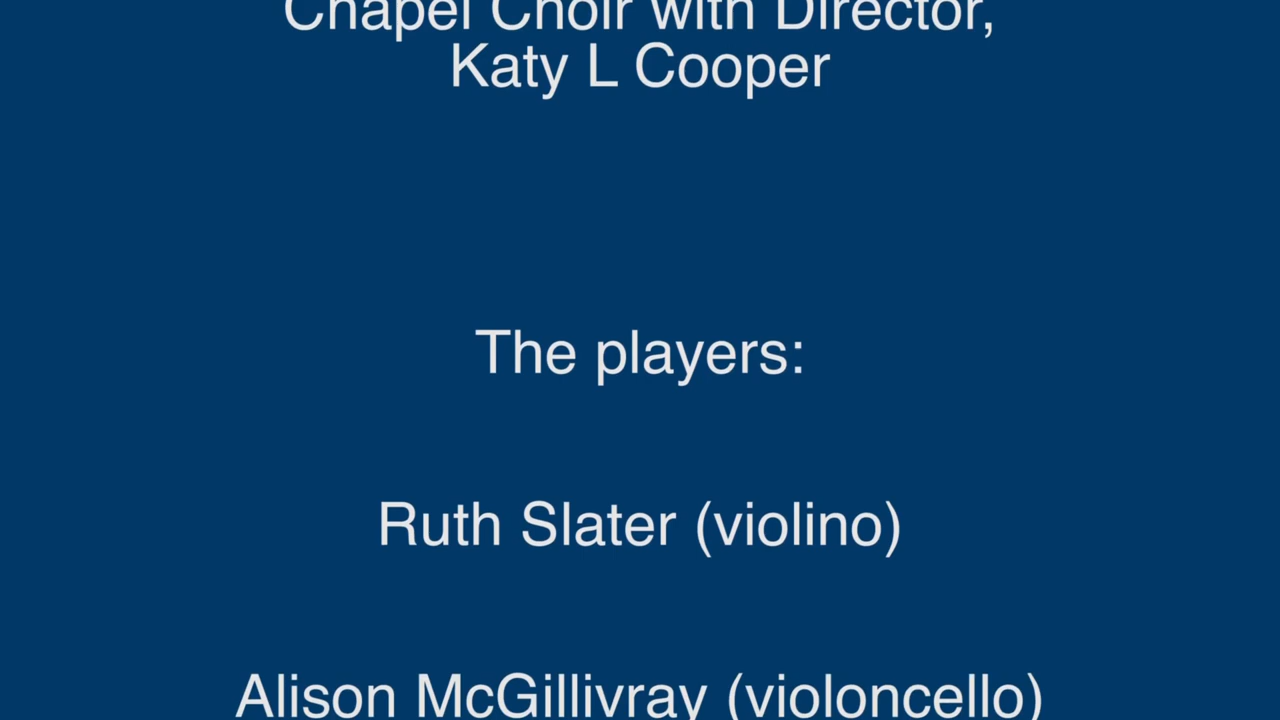 Chapel Choir with Director,
Katy L Cooper
The players:
Ruth Slater (violino)
Alison McGillivray (violoncello)